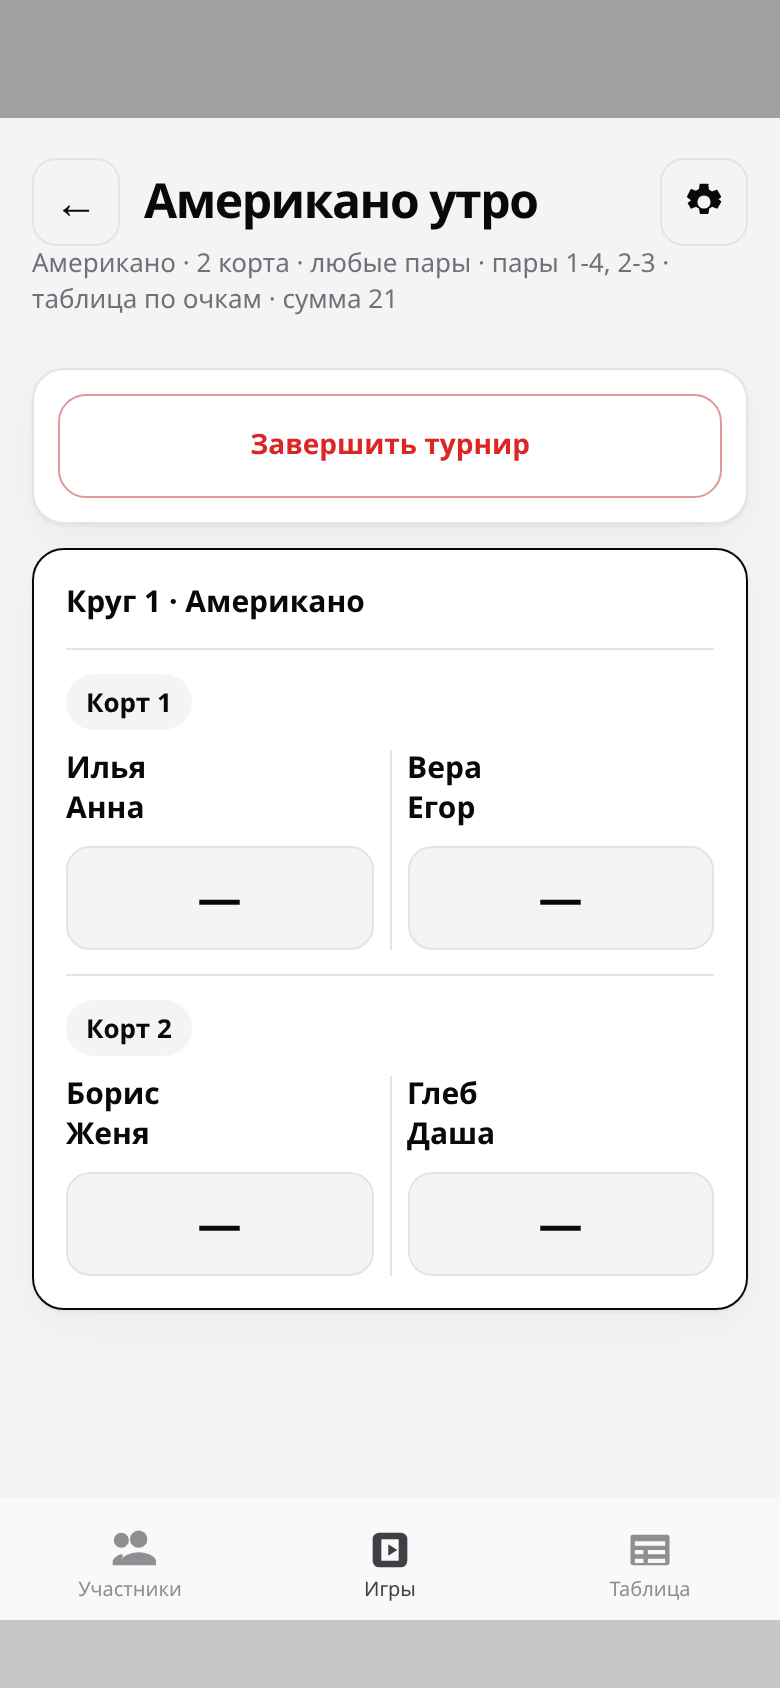 ← Американо утро
Американо · 2 корта · любые пары · пары 1-4, 2-3 ·
таблица по очкам · сумма 21
Завершить турнир
Круг 1 · Американо
Корт 1
Илья
Анна
Вера
Егор
—
—
Корт 2
Борис
Женя
Глеб
Даша
—
—
Участники
Игры
Таблица